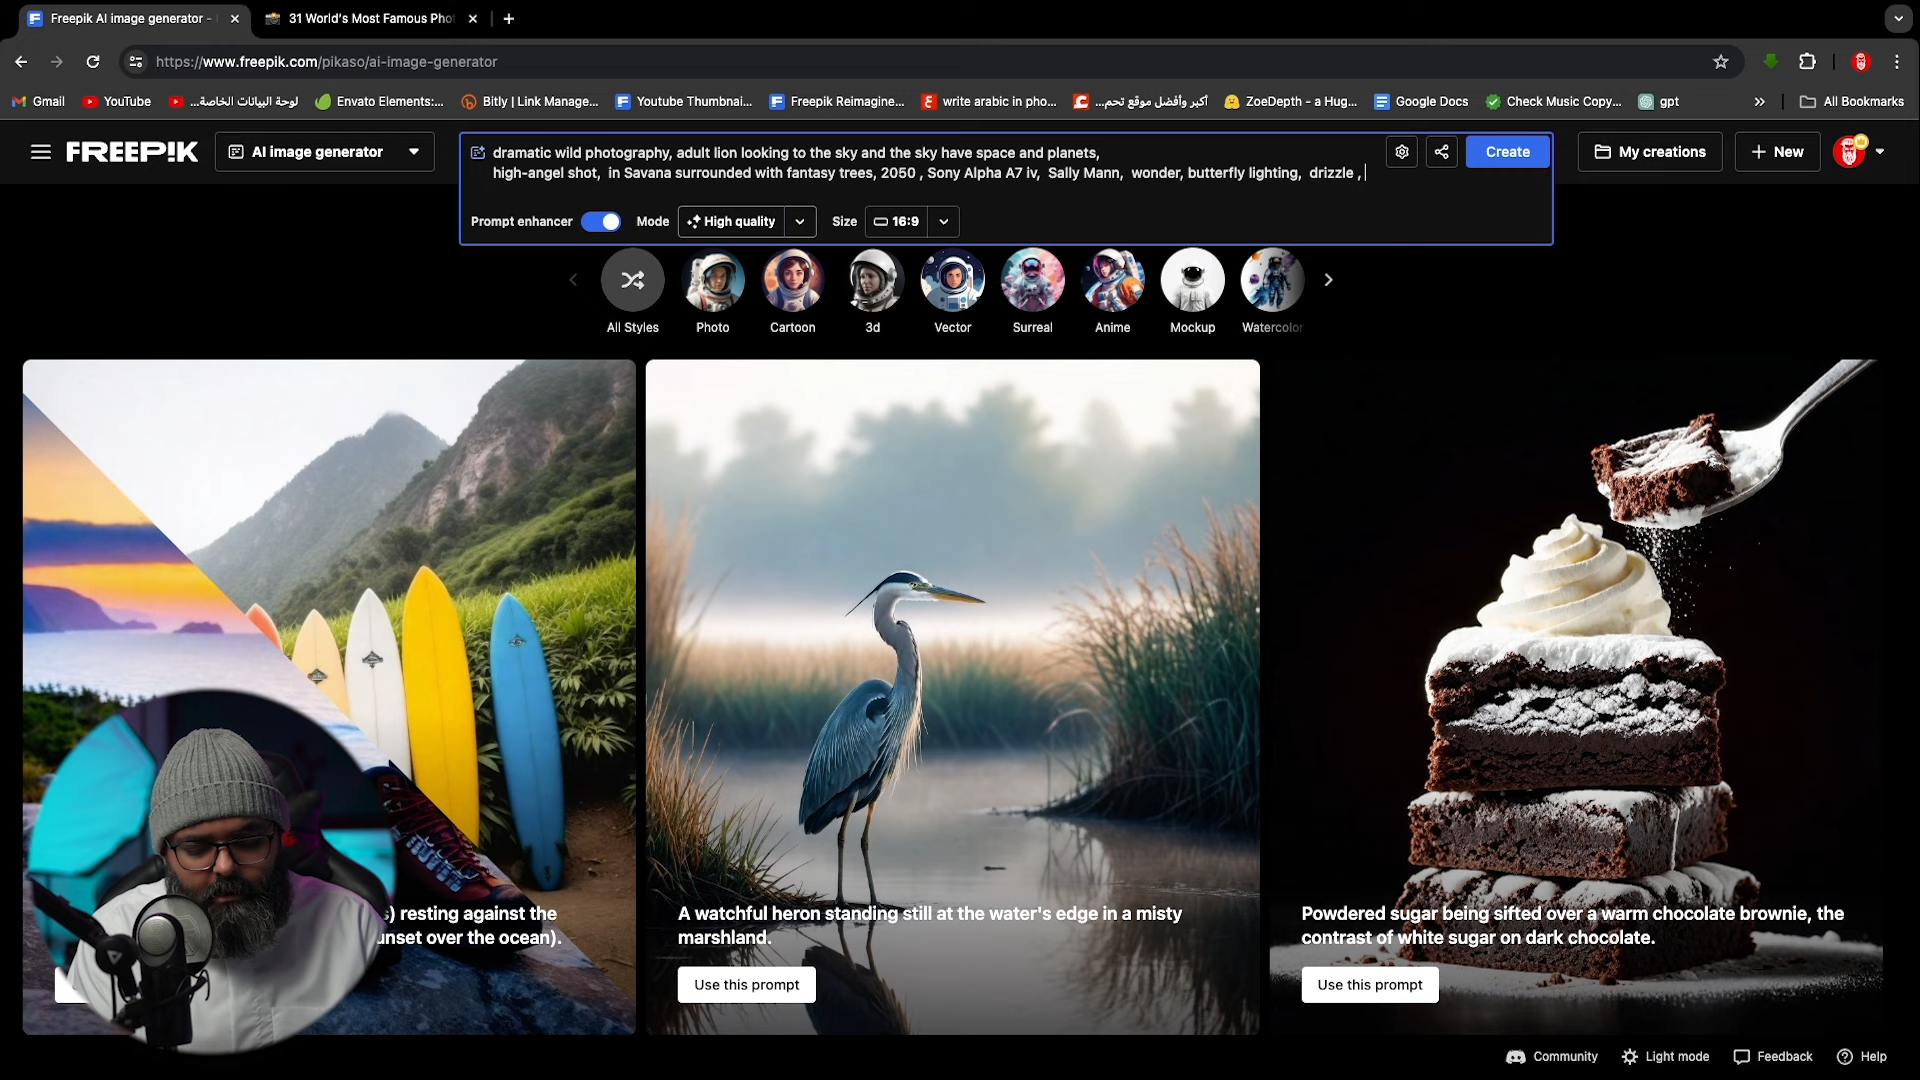 Freepik AI image generator -
31 World's Most Famous Phot
https://www.freepik.com/pikaso/ai-image-generator
Gmail
YouTube
لوحة البيانات الخاصة...
Envato Elements:...
Bitly | Link Manage...
Youtube Thumbnai...
Freepik Reimagine...
write arabic in pho...
أكبر وأفضل موقع تحم...
ZoeDepth - a Hug...
Google Docs
Check Music Copy...
gpt
All Bookmarks
FREEP!K
AI image generator
dramatic wild photography, adult lion looking to the sky and the sky have space and planets,
high-angel shot, in Savana surrounded with fantasy trees, 2050 , Sony Alpha A7 iv, Sally Mann, wonder, butterfly lighting, drizzle ,
Create
My creations
New
Prompt enhancer
Mode
High quality
Size
16:9
All Styles
Photo
Cartoon
3d
Vector
Surreal
Anime
Mockup
Watercolor
) resting against the
unset over the ocean).
A watchful heron standing still at the water's edge in a misty
marshland.
Use this prompt
Powdered sugar being sifted over a warm chocolate brownie, the
contrast of white sugar on dark chocolate.
Use this prompt
Community
Light mode
Feedback
Help